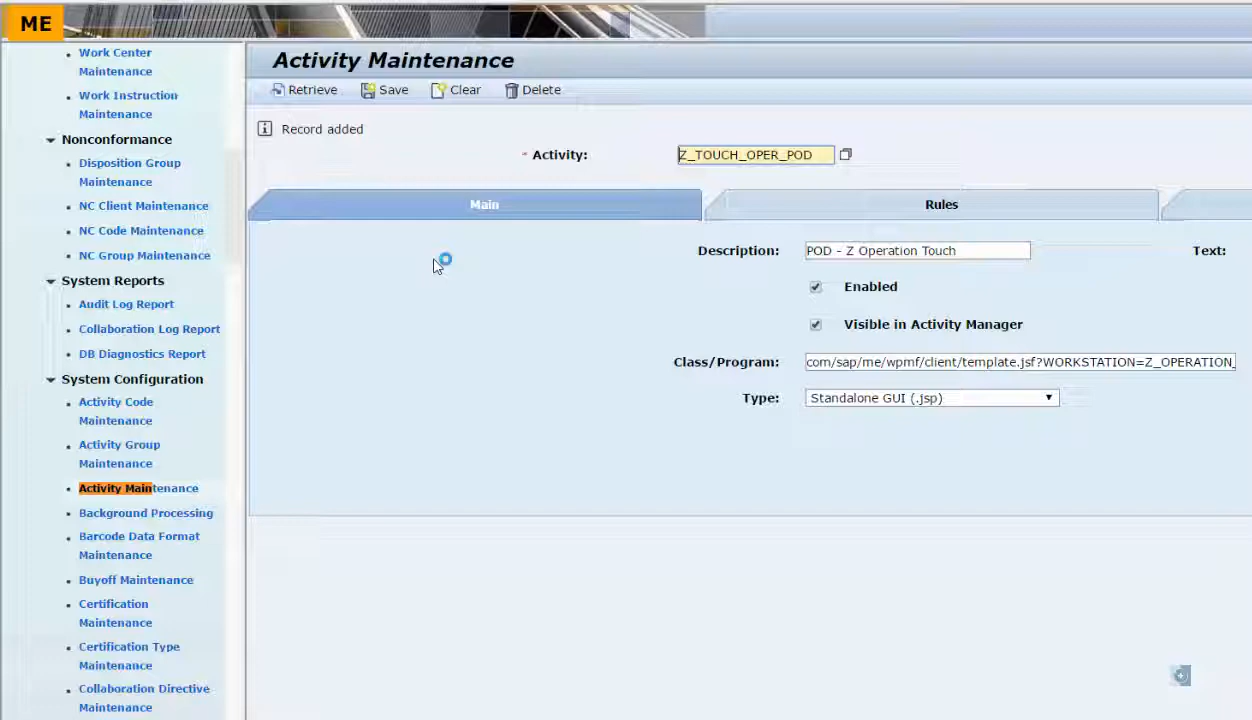 ME
Work Center
Maintenance
Work Instruction
Maintenance
Nonconformance
Disposition Group
Maintenance
NC Client Maintenance
NC Code Maintenance
NC Group Maintenance
System Reports
Audit Log Report
Collaboration Log Report
DB Diagnostics Report
System Configuration
Activity Code
Maintenance
Activity Group
Maintenance
Activity Maintenance
Background Processing
Barcode Data Format
Maintenance
Buyoff Maintenance
Certification
Maintenance
Certification Type
Maintenance
Collaboration Directive
Maintenance
Activity Maintenance
Retrieve Save Clear Delete
Record added
* Activity: Z_TOUCH_OPER_POD
Main Rules
Description: POD - Z Operation Touch Text:
Enabled
Visible in Activity Manager
Class/Program: com/sap/me/wpmf/client/template.jsf?WORKSTATION=Z_OPERATION_
Type: Standalone GUI (.jsp)